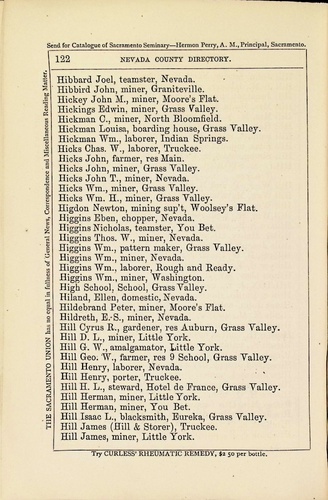 Send for Catalogue of Sacramento Seminary—Hermon Perry, A. M., Principal, Sacramento.
122 NEVADA COUNTY DIRECTORY.
Hibbard Joel, teamster, Nevada.
Hibbird John, miner, Graniteville.
Hickey John M., miner, Moore's Flat.
Hickings Edwin, miner, Grass Valley.
Hickman C., miner, North Bloomfield.
Hickman Louisa, boarding house, Grass Valley.
Hickman Wm., laborer, Indian Springs.
Hicks Chas. W., laborer, Truckee.
Hicks John, farmer, res Main.
Hicks John, miner, Grass Valley.
Hicks John T., miner, Nevada.
Hicks Wm., miner, Grass Valley.
Hicks Wm. H., miner, Grass Valley.
Higdon Newton, mining sup't, Woolsey's Flat.
Higgins Eben, chopper, Nevada.
Higgins Nicholas, teamster, You Bet.
Higgins Thos. W., miner, Nevada.
Higgins Wm., pattern maker, Grass Valley.
Higgins Wm., miner, Nevada.
Higgins Wm., laborer, Rough and Ready.
Higgins Wm., miner, Washington.
High School, School, Grass Valley.
Hiland, Ellen, domestic, Nevada.
Hildebrand Peter, miner, Moore's Flat.
Hildreth, E.-S., miner, Nevada.
Hill Cyrus R., gardener, res Auburn, Grass Valley.
Hill D. L., miner, Little York.
Hill G. W., amalgamator, Little York.
Hill Geo. W., farmer, res 9 School, Grass Valley.
Hill Henry, laborer, Nevada.
Hill Henry, porter, Truckee.
Hill H. L., steward, Hotel de France, Grass Valley.
Hill Herman, miner, Little York.
Hill Herman, miner, You Bet.
Hill Isaac L., blacksmith, Eureka, Grass Valley.
Hill James (Hill & Storer), Truckee.
Hill James, miner, Little York.
Try CURLESS' RHEUMATIC REMEDY, $2 50 per bottle.
THE SACRAMENTO UNION has no equal in fullness of General News, Correspondence and Miscellaneous Reading Matter.